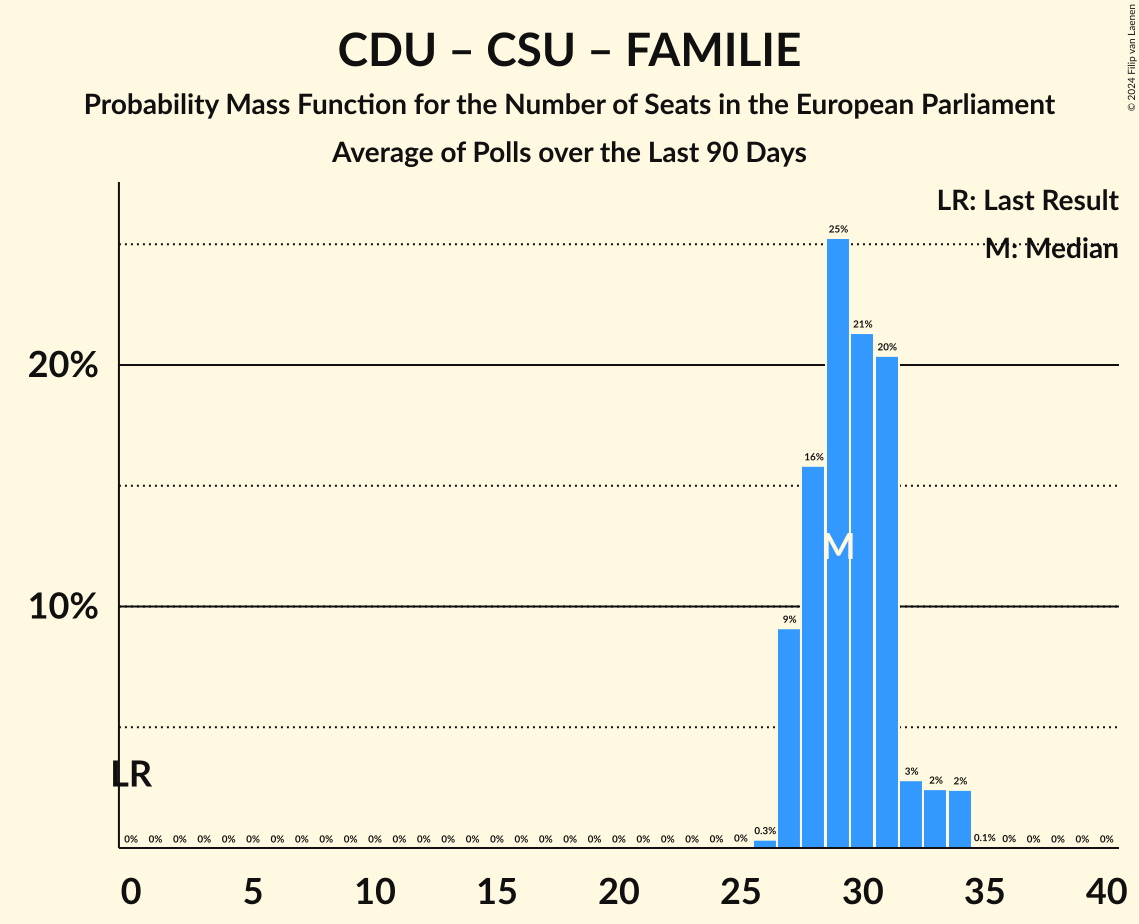 CDU – CSU – FAMILIE
Probability Mass Function for the Number of Seats in the European Parliament
Average of Polls over the Last 90 Days
© 2024 Filip van Laenen
LR: Last Result
M: Median
20%
10%
LR
M
0% 0% 0% 0% 0% 0% 0% 0% 0% 0% 0% 0% 0% 0% 0% 0% 0% 0% 0% 0% 0% 0% 0% 0% 0% 0% 0.3% 9% 16% 25% 21% 20% 3% 2% 2% 0.1% 0% 0% 0% 0% 0%
0 5 10 15 20 25 30 35 40